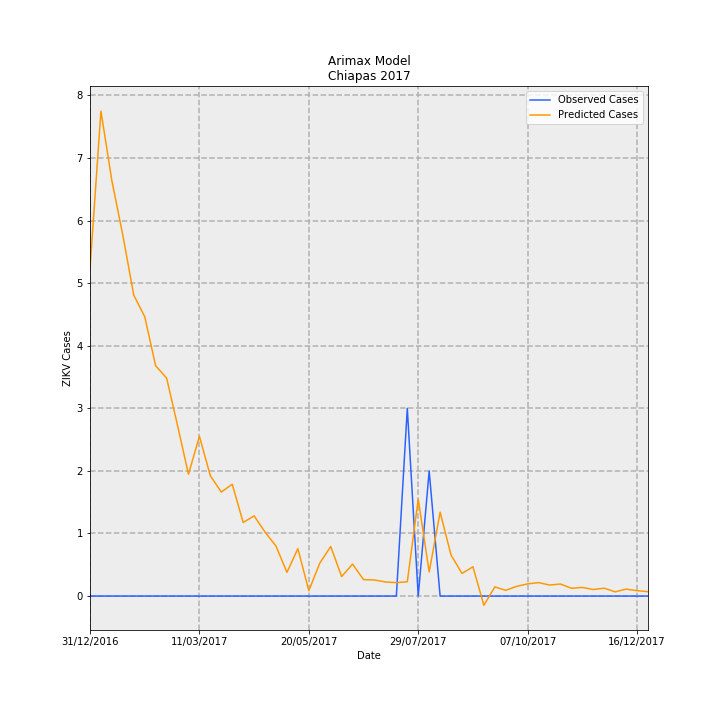 Arimax Model
Chiapas 2017
Observed Cases
Predicted Cases
8
7
6
5
4
3
2
1
0
ZIKV Cases
31/12/2016 11/03/2017 20/05/2017 29/07/2017 07/10/2017 16/12/2017
Date